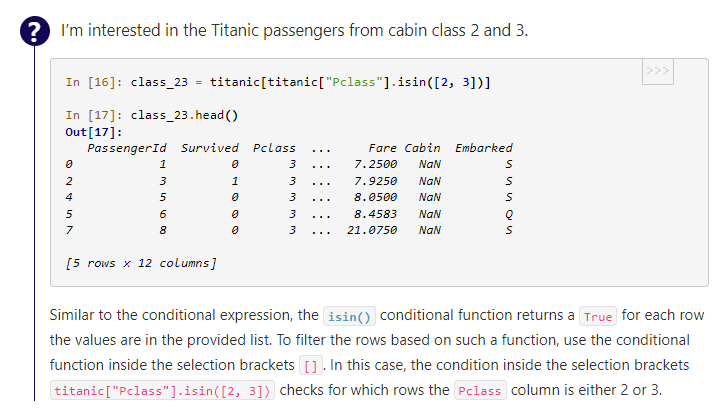 ?
I'm interested in the Titanic passengers from cabin class 2 and 3.
>>>
In [16]: class_23 = titanic[titanic["Pclass"].isin([2, 3])]
In [17]: class_23.head()
Out[17]:
PassengerId Survived Pclass ... Fare Cabin Embarked
0 1 0 3 ... 7.2500 NaN S
2 3 1 3 ... 7.9250 NaN S
4 5 0 3 ... 8.0500 NaN S
5 6 0 3 ... 8.4583 NaN Q
7 8 0 3 ... 21.0750 NaN S
[5 rows x 12 columns]
Similar to the conditional expression, the isin() conditional function returns a True for each row
the values are in the provided list. To filter the rows based on such a function, use the conditional
function inside the selection brackets []. In this case, the condition inside the selection brackets
titanic["Pclass"].isin([2, 3]) checks for which rows the Pclass column is either 2 or 3.